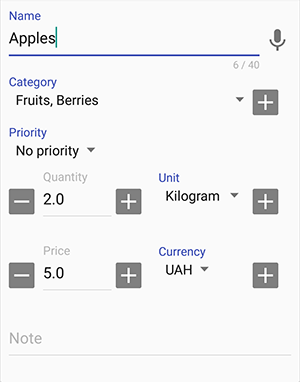 Name
Apples
6 / 40
Category
Fruits, Berries
Priority
No priority
Quantity
Unit
2.0
Kilogram
Price
Currency
5.0
UAH
Note